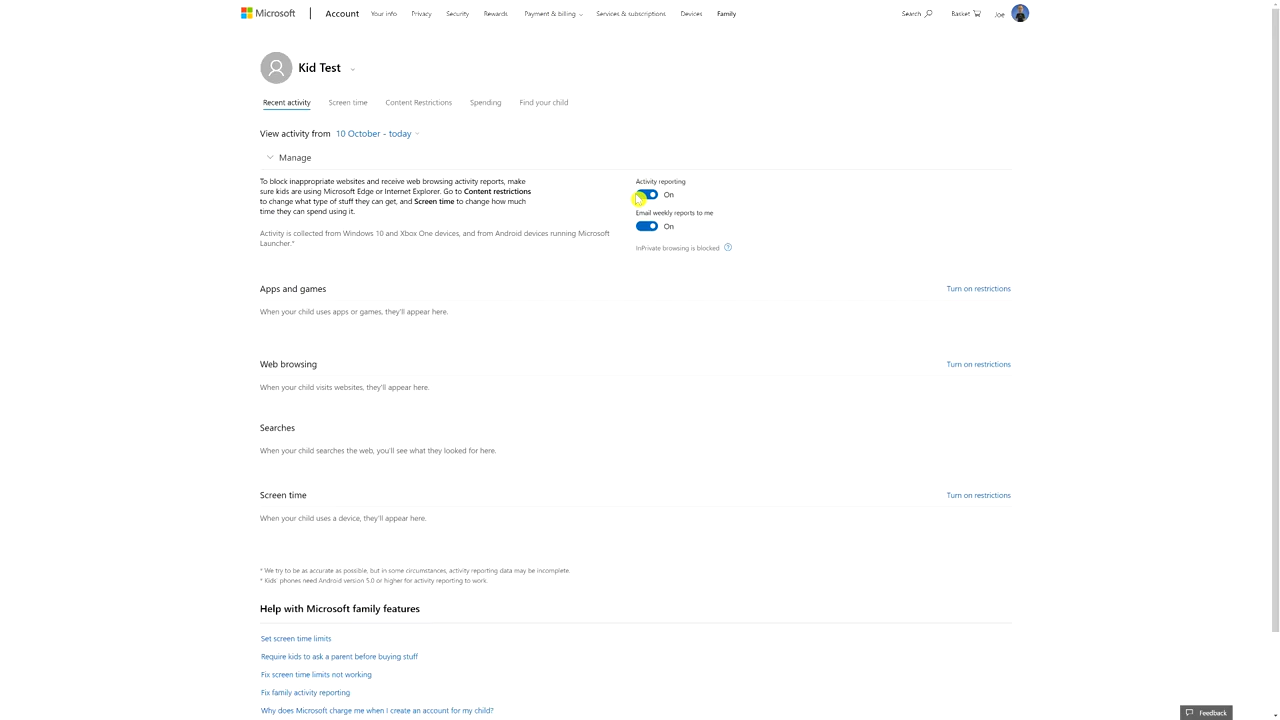 Microsoft | Account Your info Privacy Security Rewards Payment & billing Services & subscriptions Devices Family Search Basket Joe
Kid Test
Recent activity Screen time Content Restrictions Spending Find your child
View activity from 10 October - today
Manage
To block inappropriate websites and receive web browsing activity reports, make
sure kids are using Microsoft Edge or Internet Explorer. Go to Content restrictions
to change what type of stuff they can get, and Screen time to change how much
time they can spend using it.
Activity is collected from Windows 10 and Xbox One devices, and from Android devices running Microsoft
Launcher.*
Activity reporting
On
Email weekly reports to me
On
InPrivate browsing is blocked
Apps and games Turn on restrictions
When your child uses apps or games, they'll appear here.
Web browsing Turn on restrictions
When your child visits websites, they'll appear here.
Searches
When your child searches the web, you'll see what they looked for here.
Screen time Turn on restrictions
When your child uses a device, they'll appear here.
* We try to be as accurate as possible, but in some circumstances, activity reporting data may be incomplete.
* Kids' phones need Android version 5.0 or higher for activity reporting to work.
Help with Microsoft family features
Set screen time limits
Require kids to ask a parent before buying stuff
Fix screen time limits not working
Fix family activity reporting
Why does Microsoft charge me when I create an account for my child?
Feedback